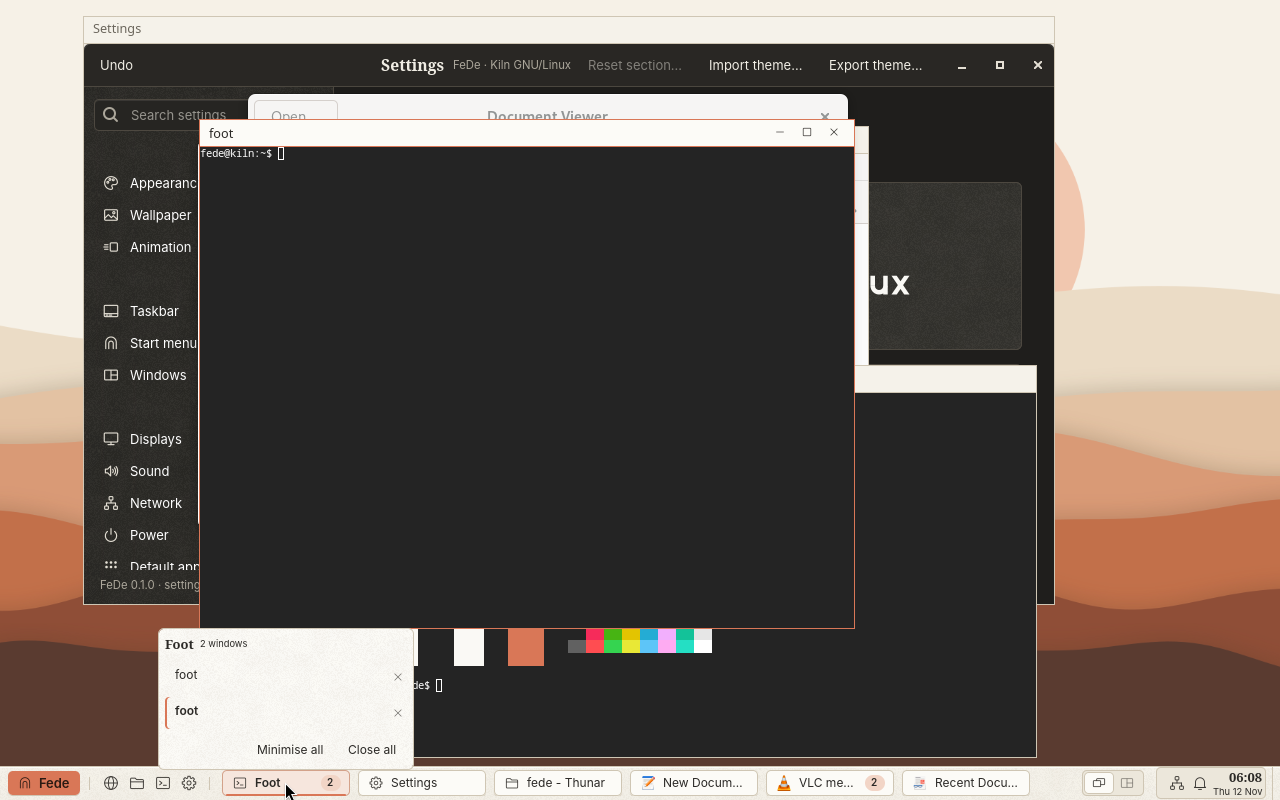 Settings
Undo
Settings
FeDe · Kiln GNU/Linux
Reset section...
Import theme...
Export theme...
Search settings
Open
Document Viewer
foot
fede@kiln:~$
Appearanc
Wallpaper
Animation
Taskbar
Start menu
Windows
Displays
Sound
Network
Power
Default app
FeDe 0.1.0 · setting
ux
Foot 2 windows
foot
foot
Minimise all
Close all
de$
Fede
Foot 2
Settings
fede - Thunar
New Docum...
VLC me... 2
Recent Docu...
06:08
Thu 12 Nov